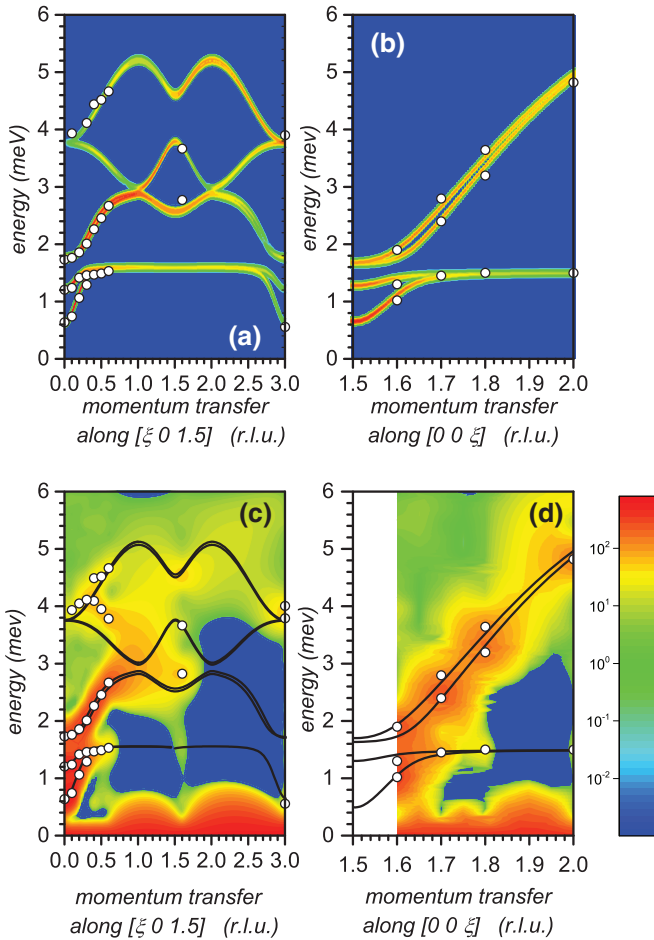 6
5
4
3
2
1
0
energy (meV)
(a)
0.0 0.5 1.0 1.5 2.0 2.5 3.0
momentum transfer
along [ξ 0 1.5] (r.l.u.)
6
5
4
3
2
1
0
energy (meV)
(b)
1.5 1.6 1.7 1.8 1.9 2.0
momentum transfer
along [0 0 ξ] (r.l.u.)
6
5
4
3
2
1
0
energy (mev)
(c)
0.0 0.5 1.0 1.5 2.0 2.5 3.0
momentum transfer
along [ξ 0 1.5] (r.l.u.)
6
5
4
3
2
1
0
energy (mev)
(d)
1.5 1.6 1.7 1.8 1.9 2.0
momentum transfer
along [0 0 ξ] (r.l.u.)
10²
10¹
10⁰
10⁻¹
10⁻²